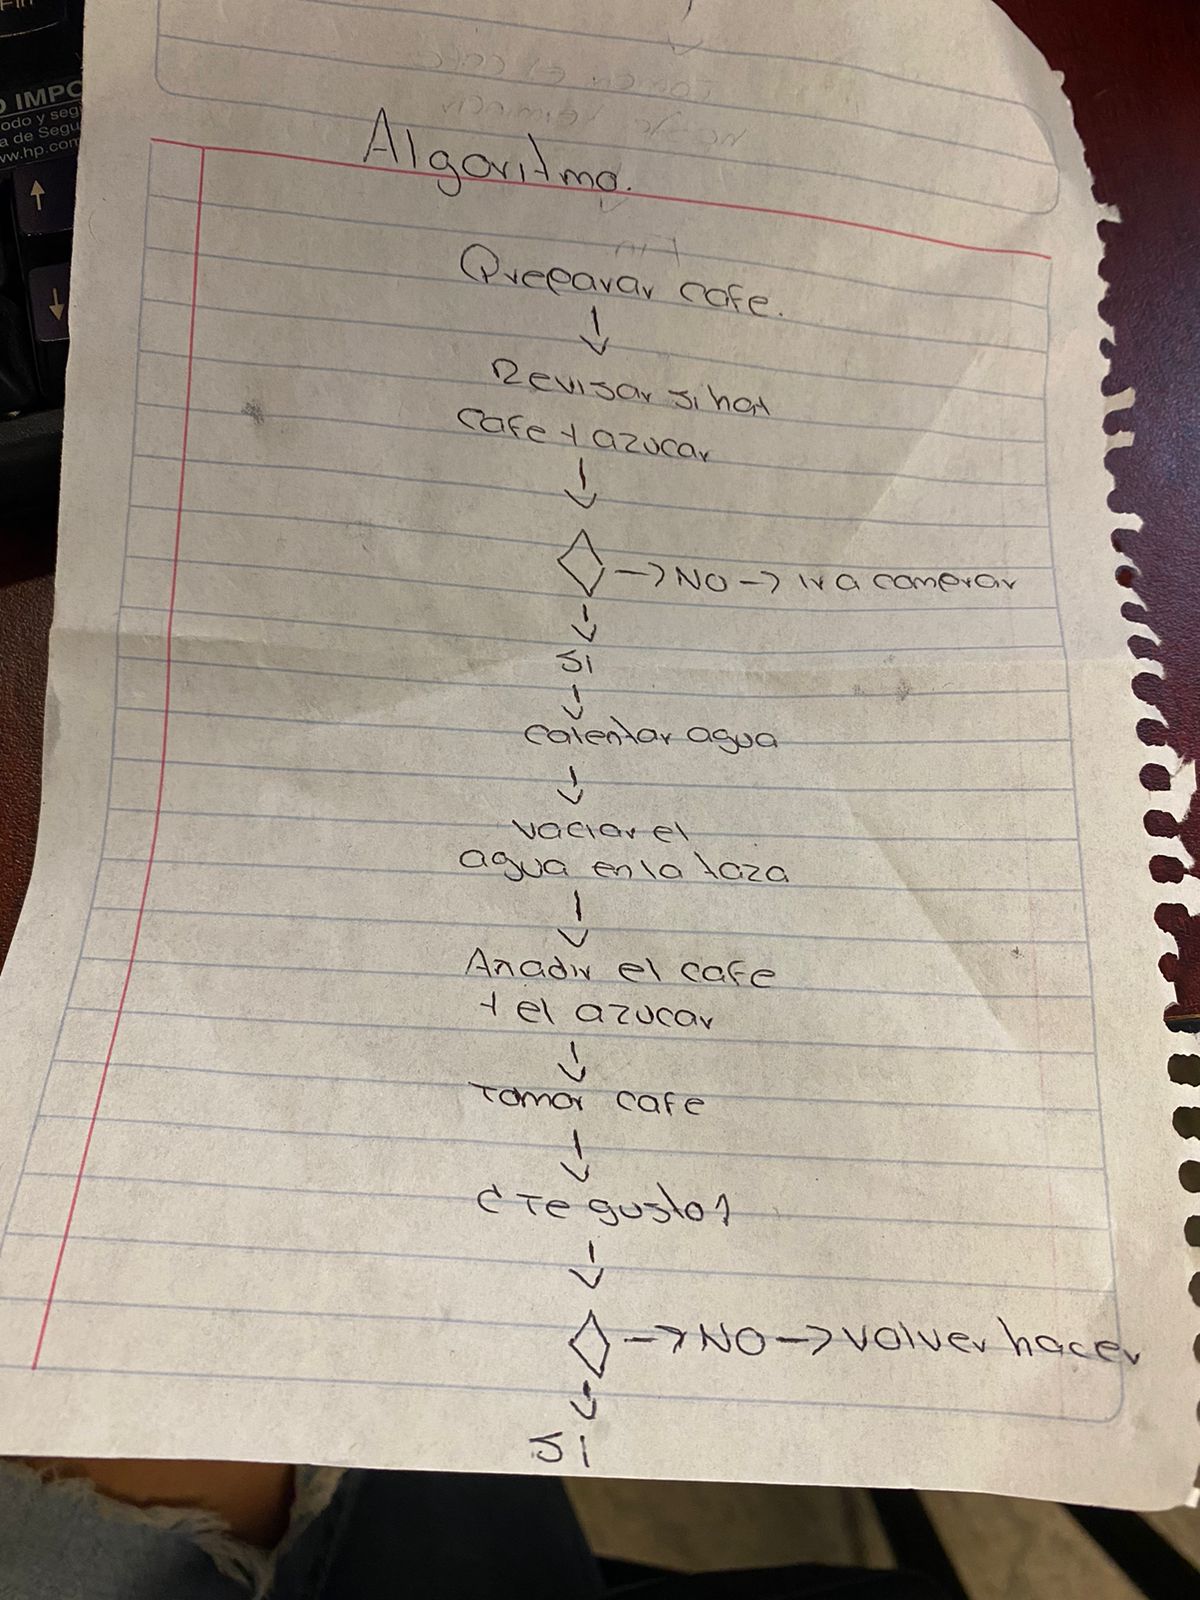 Fin
O IMPO
odo y seg
a de Segu
ww.hp.com
Algoritmo.
Preparar cafe.
Revisar si hay
cafe y azucar
NO ir a comprar
Si
calentar agua
vaciar el
agua en la taza
Añadir el cafe
y el azucar
Tomar cafe
¿Te gusto?
NO volver hacer
Si